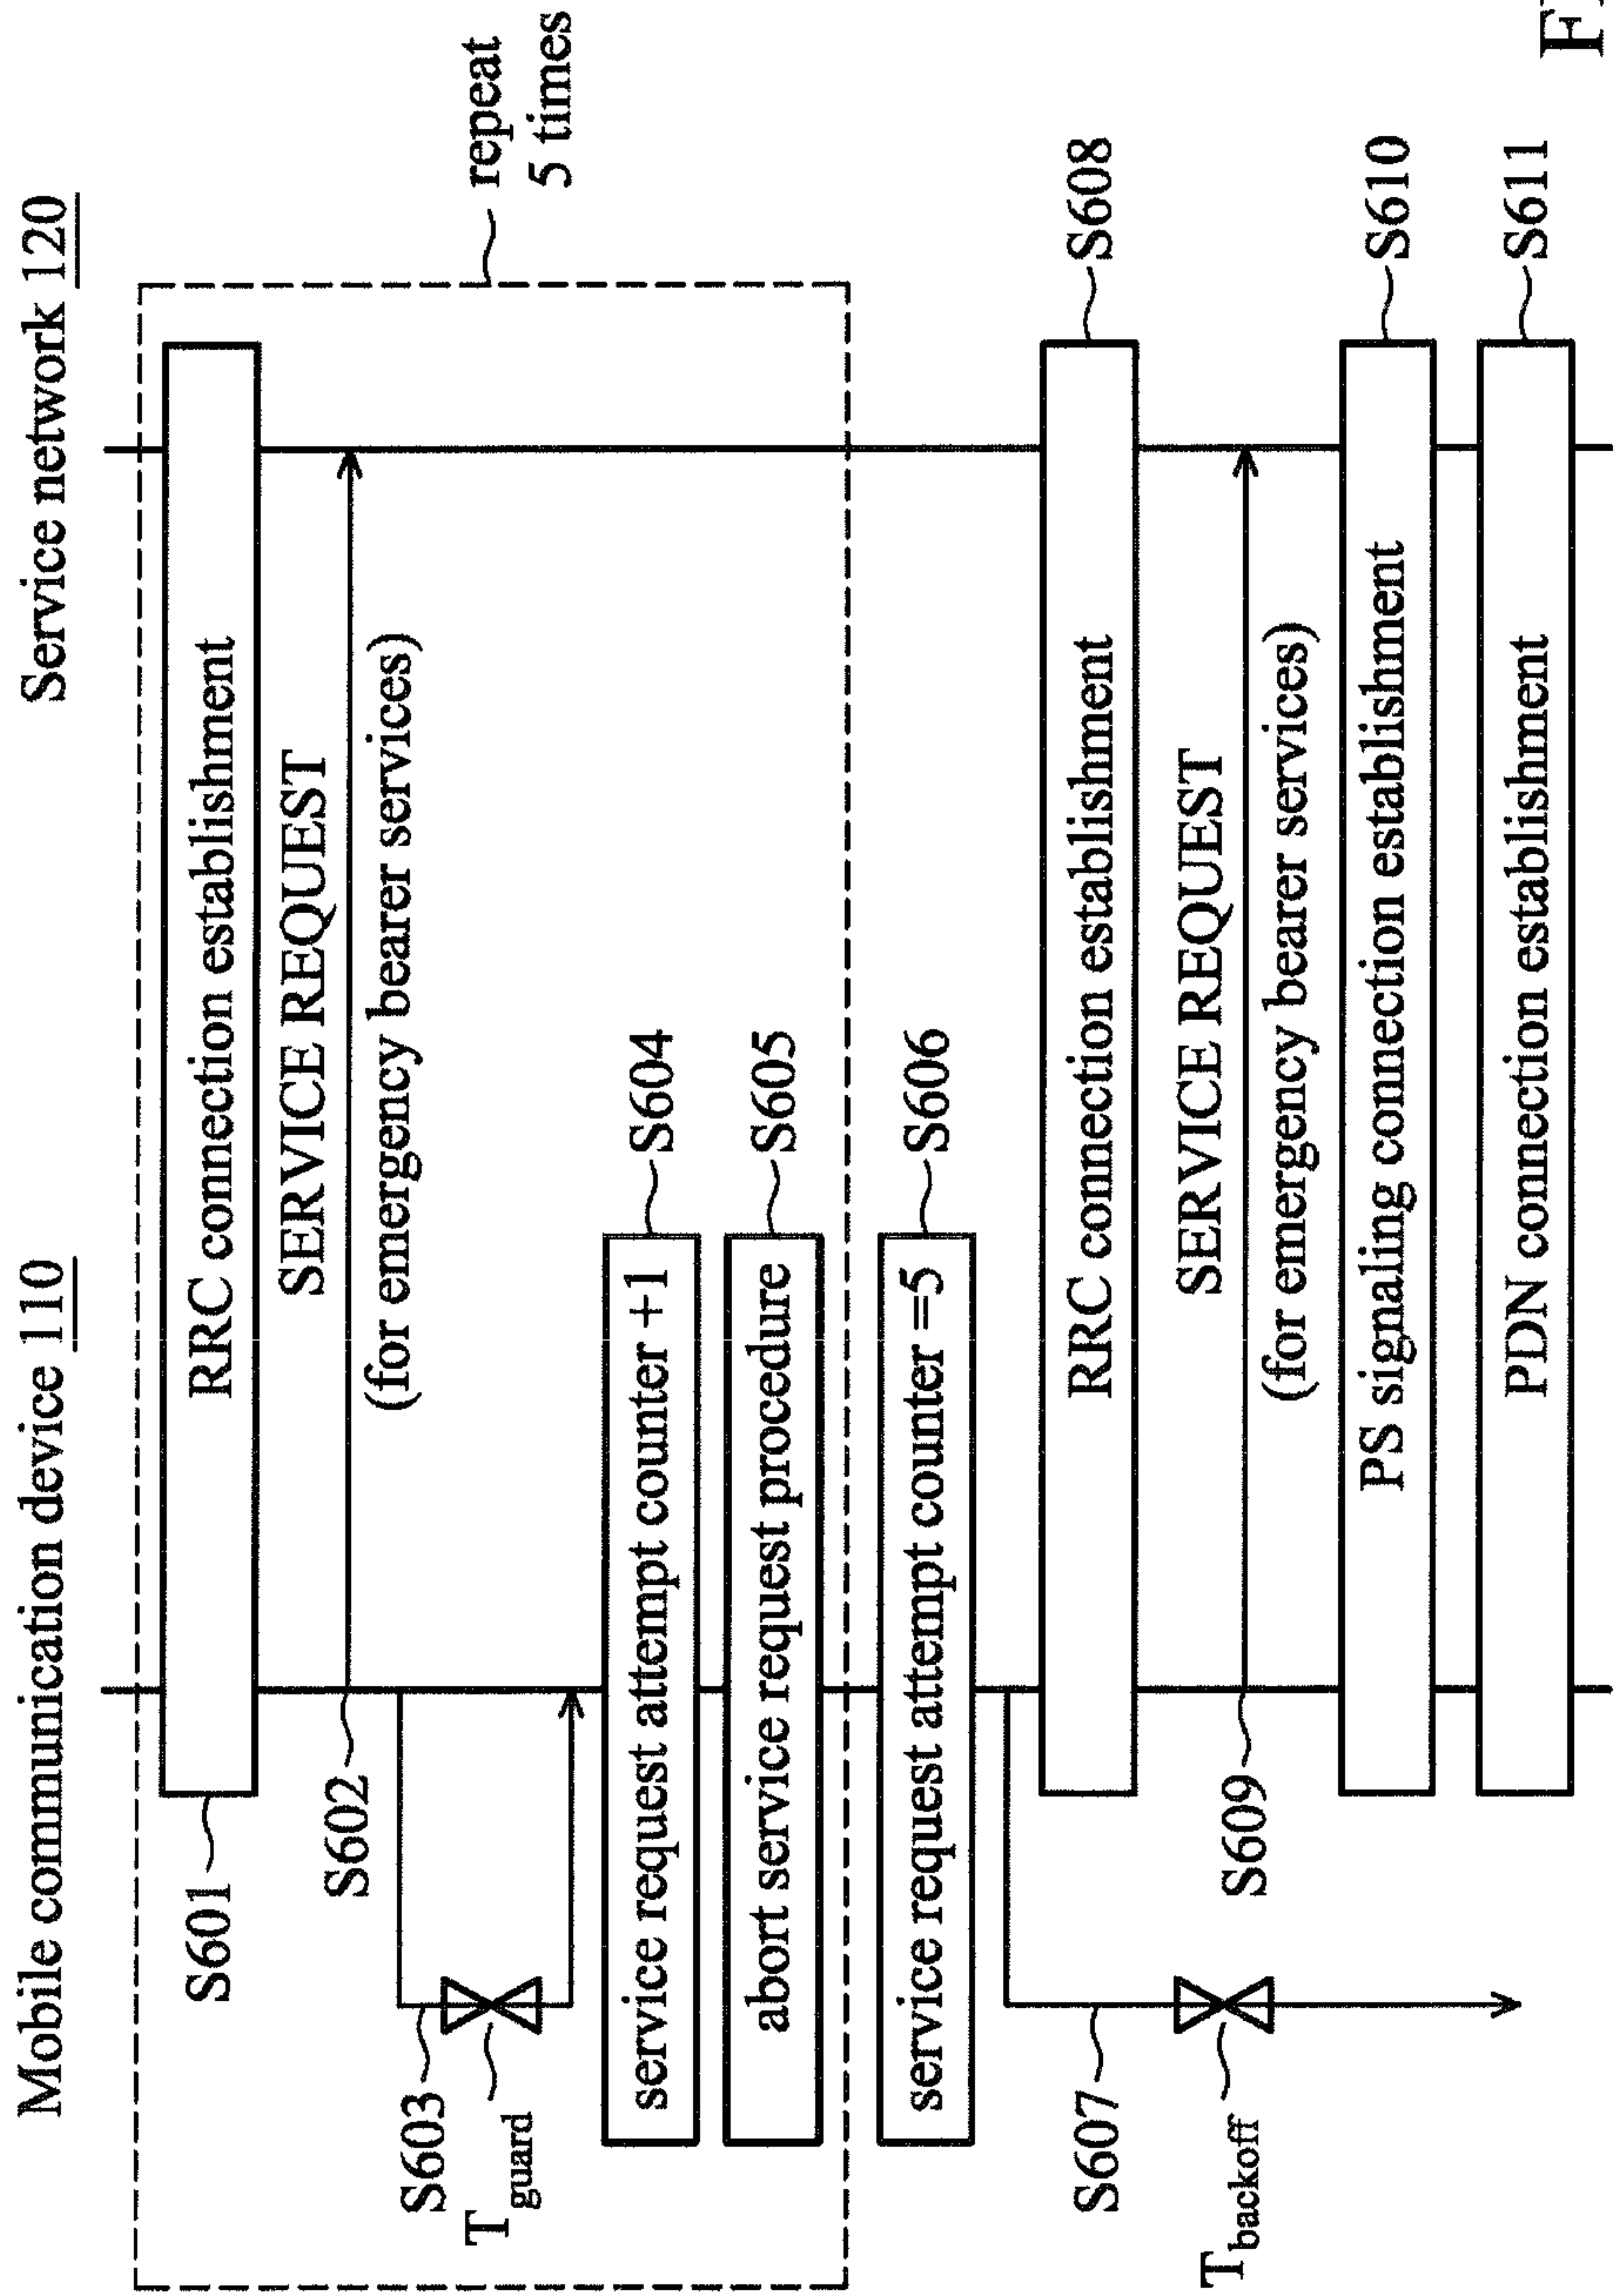 Mobile communication device 110
Service network 120
S601
RRC connection establishment
SERVICE REQUEST
S602
(for emergency bearer services)
repeat
5 times
S603
T guard
service request attempt counter +1
S604
abort service request procedure
S605
service request attempt counter =5
S606
S607
T backoff
RRC connection establishment
S608
SERVICE REQUEST
S609
(for emergency bearer services)
PS signaling connection establishment
S610
PDN connection establishment
S611